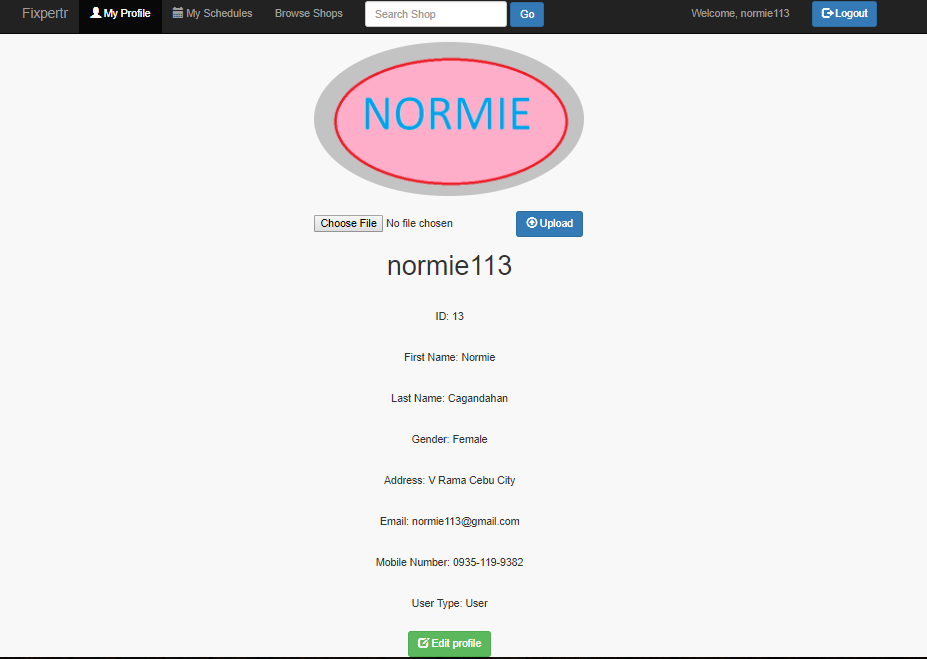 Fixpertr My Profile My Schedules Browse Shops Search Shop Go Welcome, normie113 Logout
NORMIE
Choose File No file chosen Upload
normie113
ID: 13
First Name: Normie
Last Name: Cagandahan
Gender: Female
Address: V Rama Cebu City
Email: normie113@gmail.com
Mobile Number: 0935-119-9382
User Type: User
Edit profile